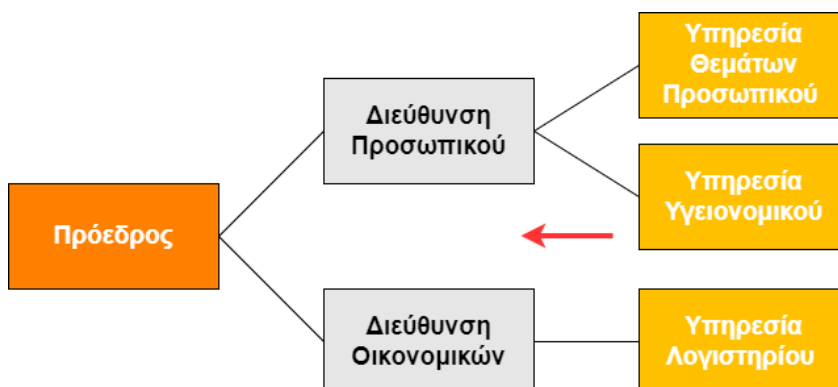 Πρόεδρος
Διεύθυνση
Προσωπικού
Υπηρεσία
Θεμάτων
Προσωπικού
Υπηρεσία
Υγειονομικού
Διεύθυνση
Οικονομικών
Υπηρεσία
Λογιστηρίου